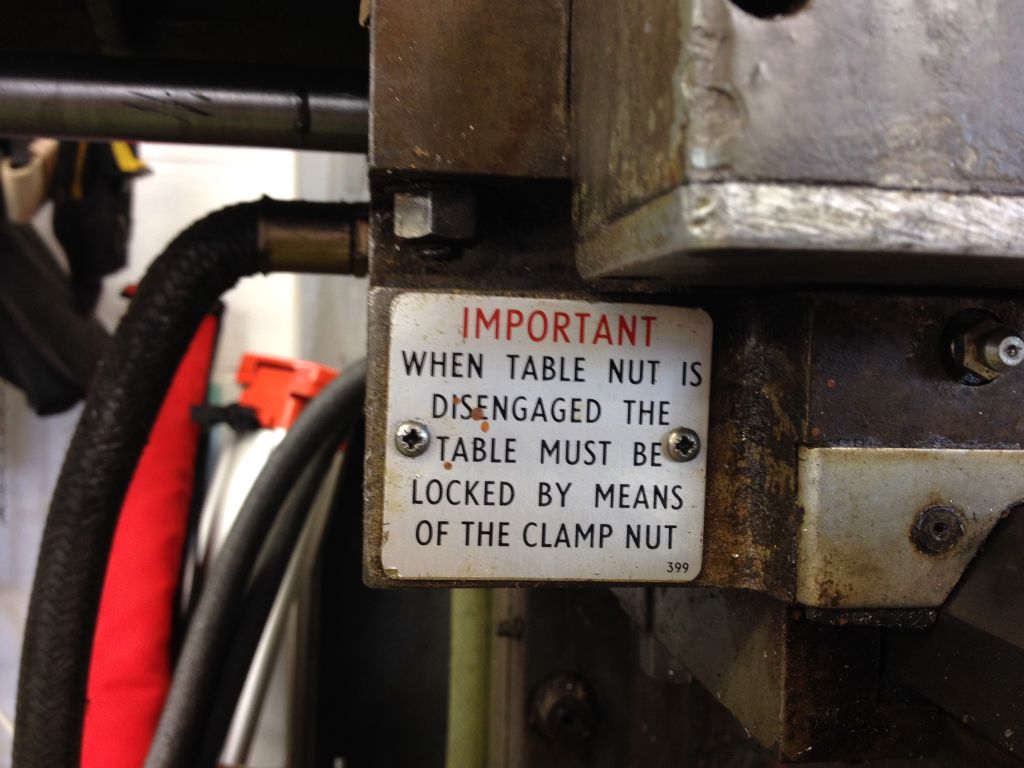 IMPORTANT
WHEN TABLE NUT IS
DISENGAGED THE
TABLE MUST BE
LOCKED BY MEANS
OF THE CLAMP NUT
399